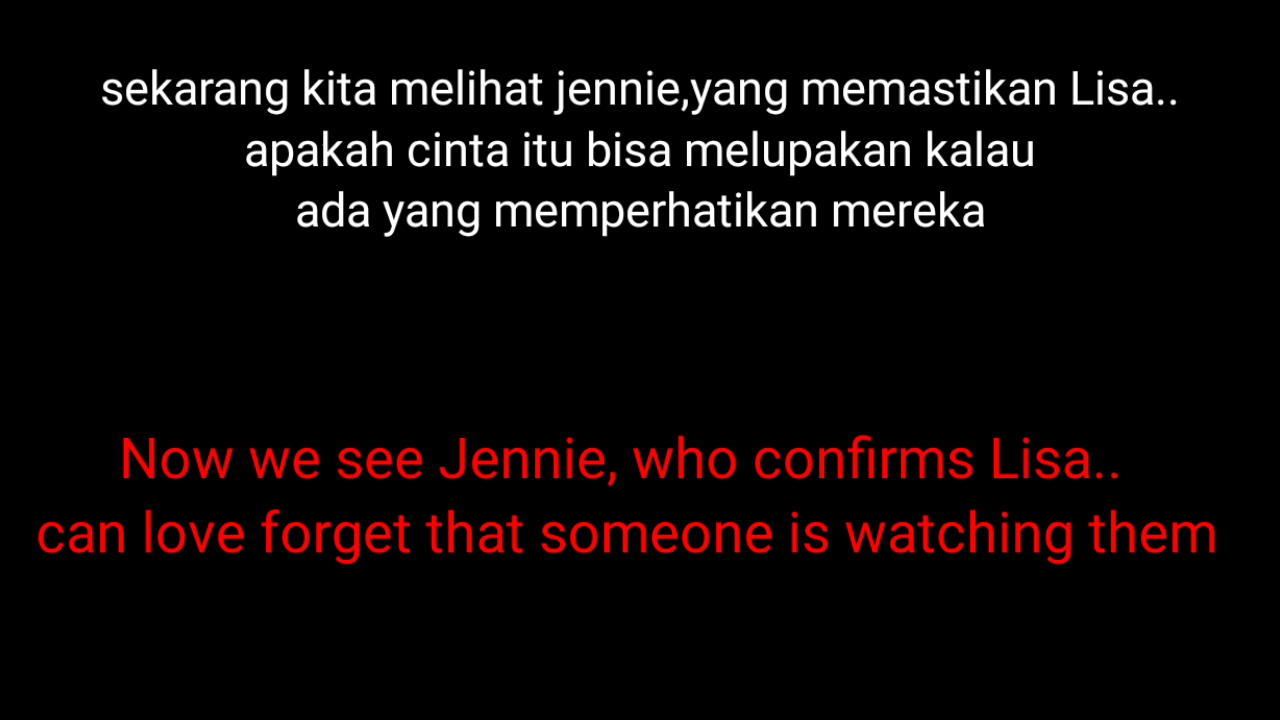 sekarang kita melihat jennie,yang memastikan Lisa..
apakah cinta itu bisa melupakan kalau
ada yang memperhatikan mereka
Now we see Jennie, who confirms Lisa..
can love forget that someone is watching them